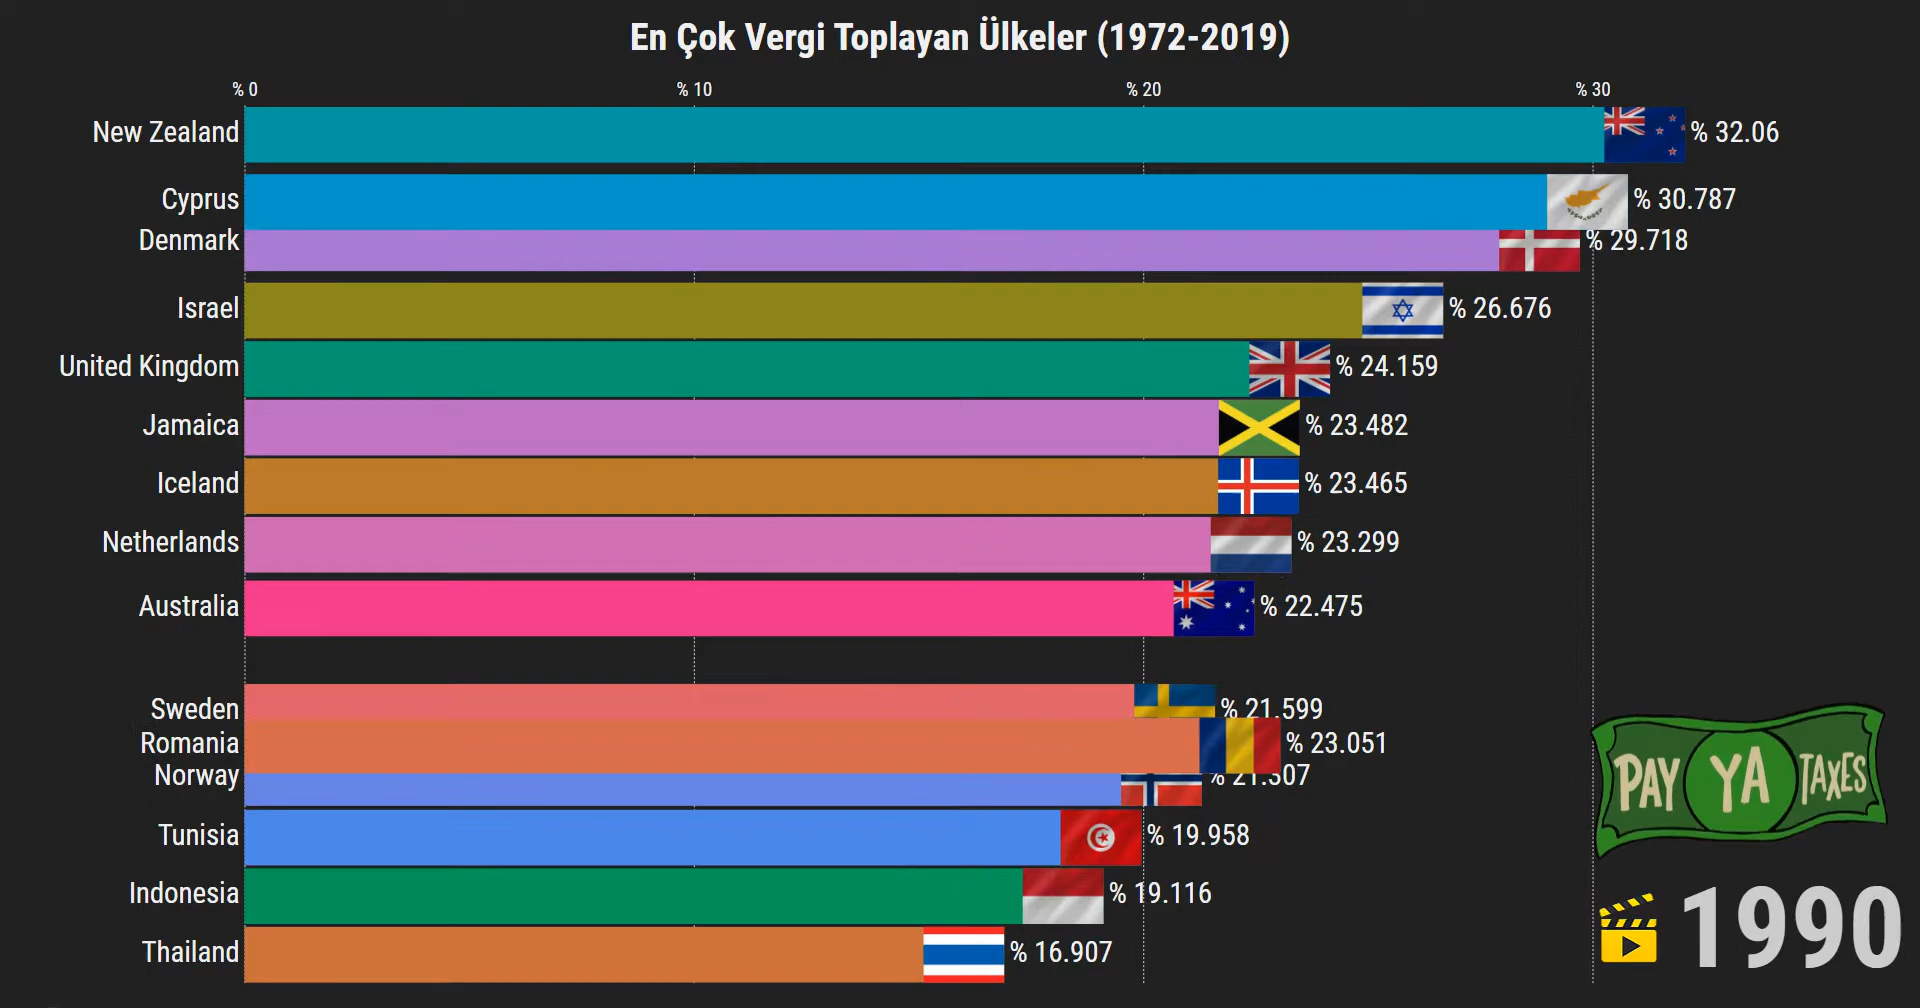 En Çok Vergi Toplayan Ülkeler (1972-2019)
% 0 % 10 % 20 % 30
New Zealand % 32.06
Cyprus % 30.787
Denmark % 29.718
Israel % 26.676
United Kingdom % 24.159
Jamaica % 23.482
Iceland % 23.465
Netherlands % 23.299
Australia % 22.475
Sweden % 21.599
Romania % 23.051
Norway % 21.307
Tunisia % 19.958
Indonesia % 19.116
Thailand % 16.907
PAY YA TAXES
1990